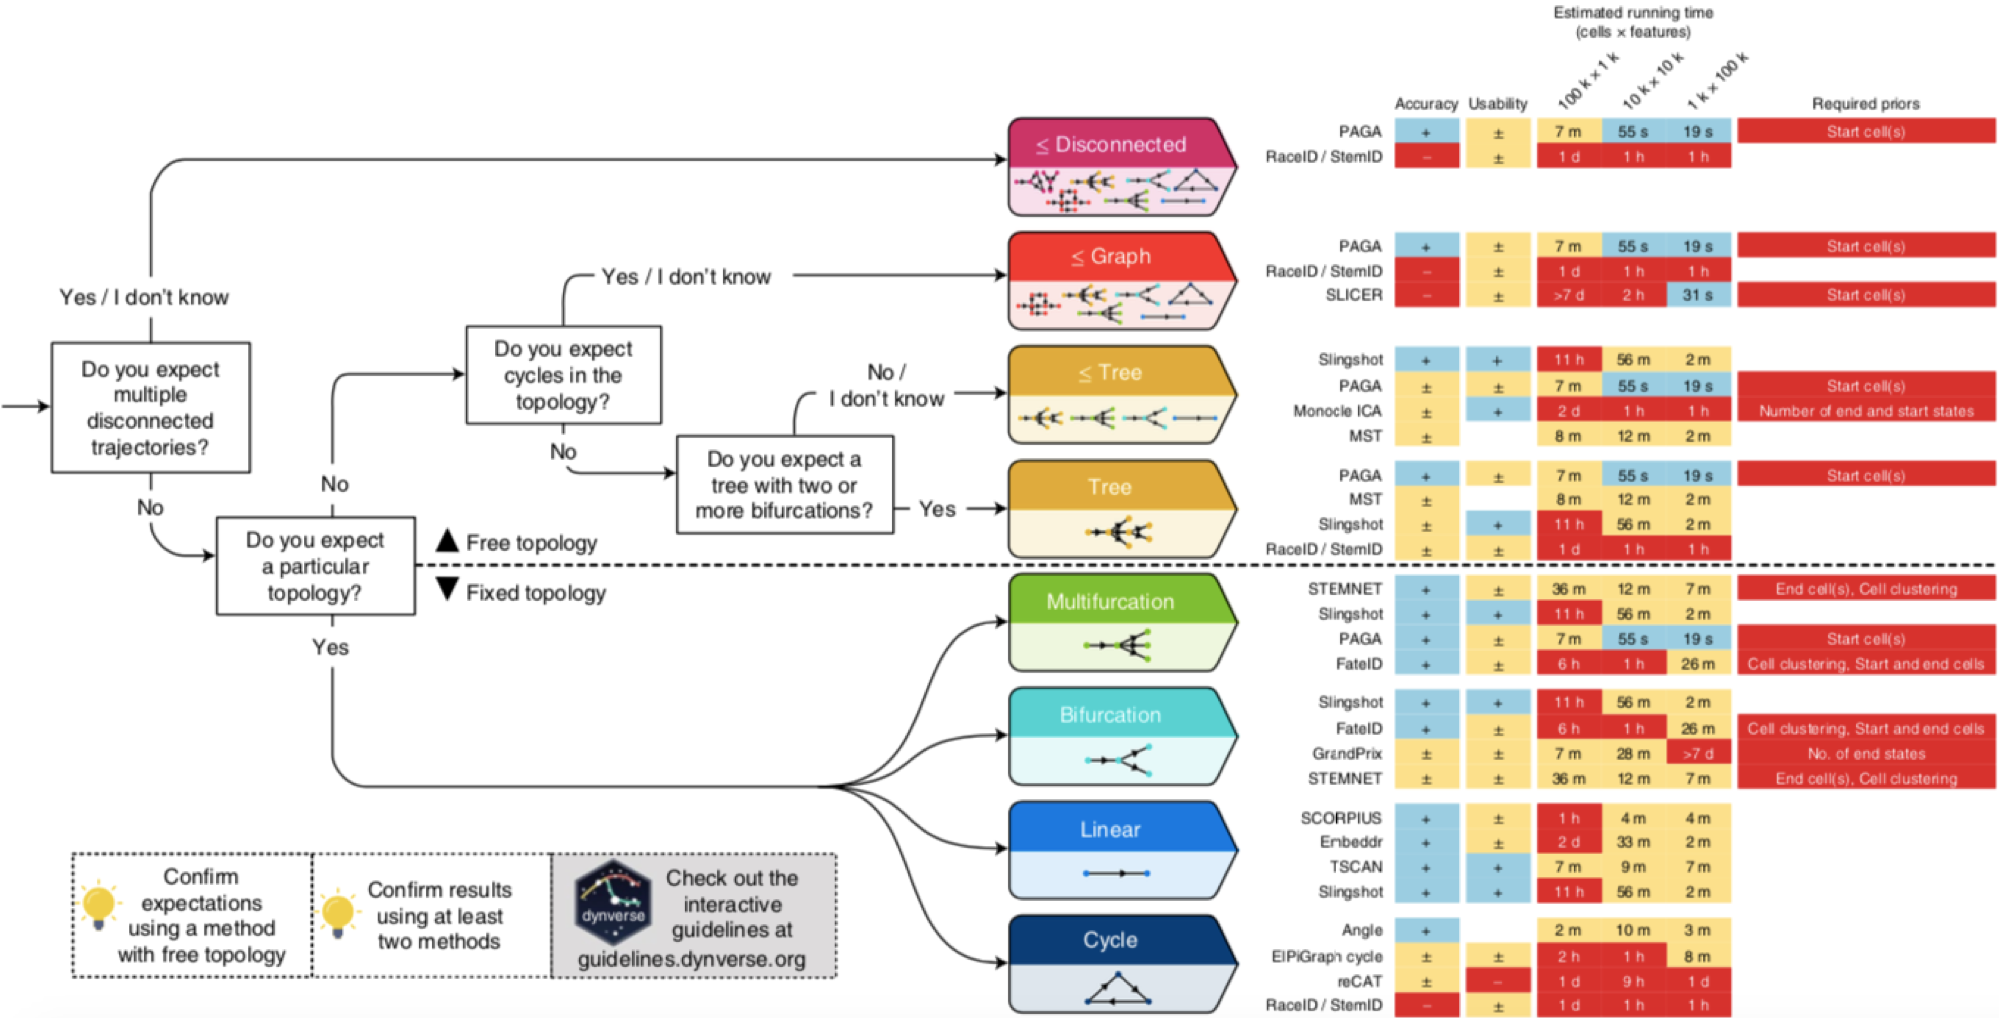 Estimated running time
(cells × features)
Accuracy Usability 100 k × 1 k 10 k × 10 k 1 k × 100 k Required priors
≤ Disconnected
PAGA + ± 7 m 55 s 19 s Start cell(s)
RaceID / StemID – ± 1 d 1 h 1 h
≤ Graph
PAGA + ± 7 m 55 s 19 s Start cell(s)
RaceID / StemID – ± 1 d 1 h 1 h
SLICER – ± >7 d 2 h 31 s Start cell(s)
≤ Tree
Slingshot + + 11 h 56 m 2 m
PAGA ± ± 7 m 55 s 19 s Start cell(s)
Monocle ICA ± + 2 d 1 h 1 h Number of end and start states
MST ± 8 m 12 m 2 m
Tree
PAGA + ± 7 m 55 s 19 s Start cell(s)
MST ± 8 m 12 m 2 m
Slingshot ± + 11 h 56 m 2 m
RaceID / StemID ± ± 1 d 1 h 1 h
Multifurcation
STEMNET + ± 36 m 12 m 7 m End cell(s), Cell clustering
Slingshot + + 11 h 56 m 2 m
PAGA + ± 7 m 55 s 19 s Start cell(s)
FateID + ± 6 h 1 h 26 m Cell clustering, Start and end cells
Bifurcation
Slingshot + + 11 h 56 m 2 m
FateID + ± 6 h 1 h 26 m Cell clustering, Start and end cells
GrandPrix ± ± 7 m 28 m >7 d No. of end states
STEMNET ± ± 36 m 12 m 7 m End cell(s), Cell clustering
Linear
SCORPIUS + ± 1 h 4 m 4 m
Embeddr + ± 2 d 33 m 2 m
TSCAN + + 7 m 9 m 7 m
Slingshot + + 11 h 56 m 2 m
Cycle
Angle + 2 m 10 m 3 m
ElPiGraph cycle ± ± 2 h 1 h 8 m
reCAT ± – 1 d 9 h 1 d
RaceID / StemID – ± 1 d 1 h 1 h
Yes / I don't know
Do you expect
multiple
disconnected
trajectories?
No
Do you expect
a particular
topology?
No
Yes
Yes / I don't know
Do you expect
cycles in the
topology?
No
No /
I don't know
Do you expect a
tree with two or
more bifurcations?
Yes
▲ Free topology
▼ Fixed topology
Confirm
expectations
using a method
with free topology
Confirm results
using at least
two methods
dynverse
Check out the
interactive
guidelines at
guidelines.dynverse.org